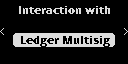 Interaction with
Ledger Multisig